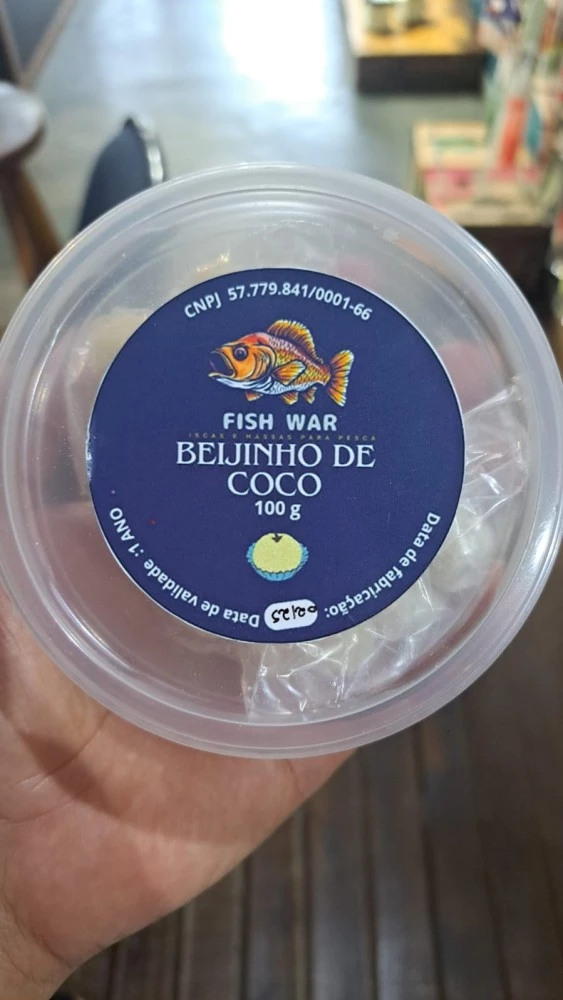 CNPJ 57.779.841/0001-66
FISH WAR
ISCAS E MASSAS PARA PESCA
BEIJINHO DE
COCO
100 g
Data de fabricação: 02/25
Data de validade :1 ANO